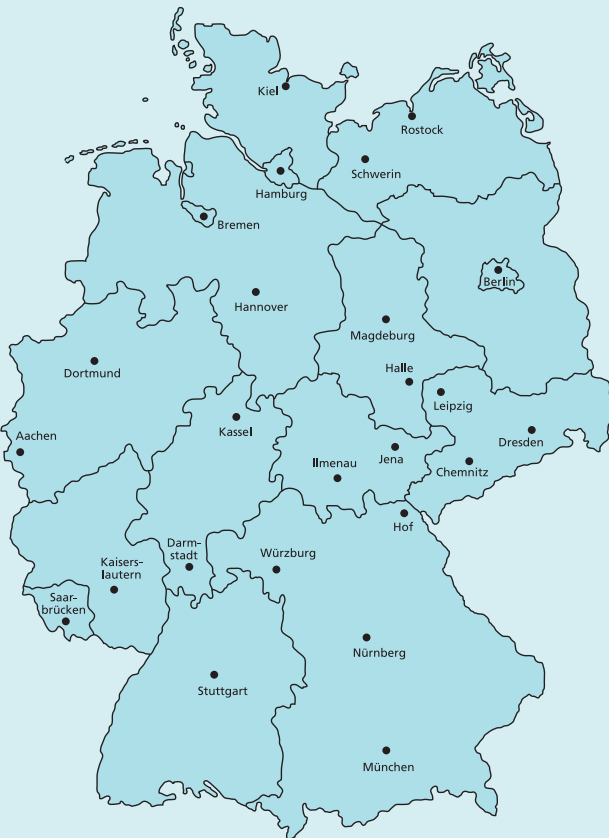 Kiel
Rostock
Schwerin
Hamburg
Bremen
Berlin
Hannover
Magdeburg
Dortmund
Halle
Leipzig
Kassel
Aachen
Dresden
Jena
Ilmenau
Chemnitz
Hof
Darm-
stadt
Würzburg
Kaisers-
lautern
Saar-
brücken
Nürnberg
Stuttgart
München